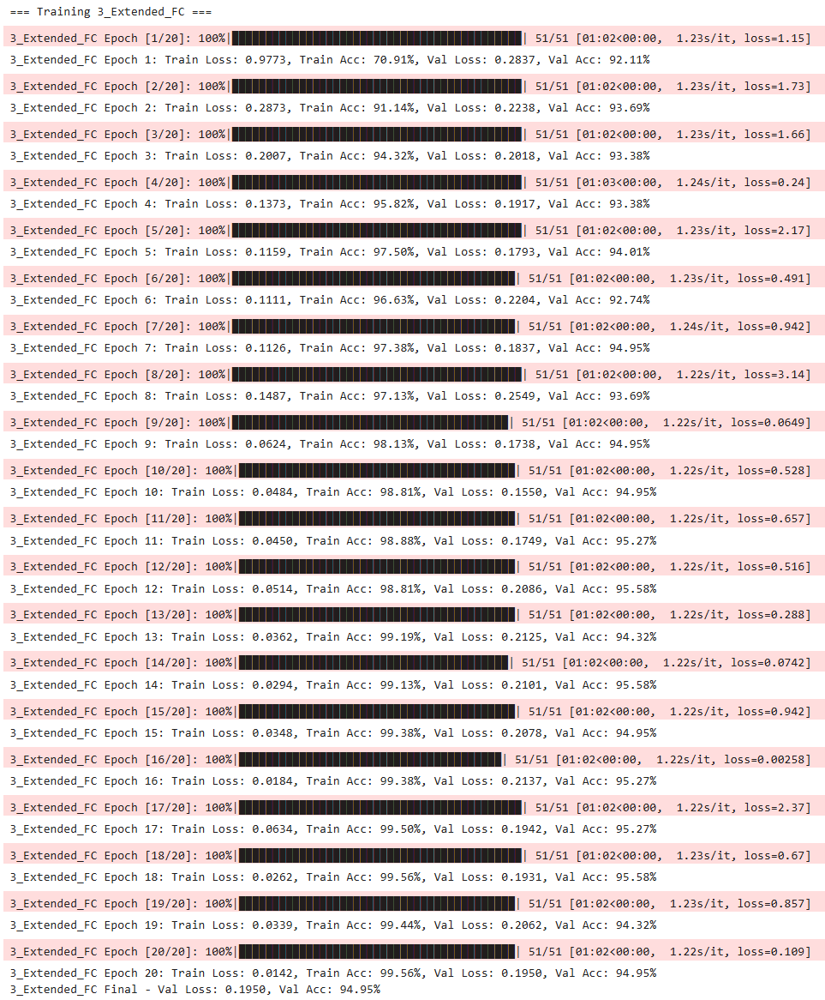 === Training 3_Extended_FC ===
3_Extended_FC Epoch [1/20]: 100%|██████████| 51/51 [01:02<00:00, 1.23s/it, loss=1.15]
3_Extended_FC Epoch 1: Train Loss: 0.9773, Train Acc: 70.91%, Val Loss: 0.2837, Val Acc: 92.11%
3_Extended_FC Epoch [2/20]: 100%|██████████| 51/51 [01:02<00:00, 1.23s/it, loss=1.73]
3_Extended_FC Epoch 2: Train Loss: 0.2873, Train Acc: 91.14%, Val Loss: 0.2238, Val Acc: 93.69%
3_Extended_FC Epoch [3/20]: 100%|██████████| 51/51 [01:02<00:00, 1.23s/it, loss=1.66]
3_Extended_FC Epoch 3: Train Loss: 0.2007, Train Acc: 94.32%, Val Loss: 0.2018, Val Acc: 93.38%
3_Extended_FC Epoch [4/20]: 100%|██████████| 51/51 [01:03<00:00, 1.24s/it, loss=0.24]
3_Extended_FC Epoch 4: Train Loss: 0.1373, Train Acc: 95.82%, Val Loss: 0.1917, Val Acc: 93.38%
3_Extended_FC Epoch [5/20]: 100%|██████████| 51/51 [01:02<00:00, 1.23s/it, loss=2.17]
3_Extended_FC Epoch 5: Train Loss: 0.1159, Train Acc: 97.50%, Val Loss: 0.1793, Val Acc: 94.01%
3_Extended_FC Epoch [6/20]: 100%|██████████| 51/51 [01:02<00:00, 1.23s/it, loss=0.491]
3_Extended_FC Epoch 6: Train Loss: 0.1111, Train Acc: 96.63%, Val Loss: 0.2204, Val Acc: 92.74%
3_Extended_FC Epoch [7/20]: 100%|██████████| 51/51 [01:02<00:00, 1.24s/it, loss=0.942]
3_Extended_FC Epoch 7: Train Loss: 0.1126, Train Acc: 97.38%, Val Loss: 0.1837, Val Acc: 94.95%
3_Extended_FC Epoch [8/20]: 100%|██████████| 51/51 [01:02<00:00, 1.22s/it, loss=3.14]
3_Extended_FC Epoch 8: Train Loss: 0.1487, Train Acc: 97.13%, Val Loss: 0.2549, Val Acc: 93.69%
3_Extended_FC Epoch [9/20]: 100%|██████████| 51/51 [01:02<00:00, 1.22s/it, loss=0.0649]
3_Extended_FC Epoch 9: Train Loss: 0.0624, Train Acc: 98.13%, Val Loss: 0.1738, Val Acc: 94.95%
3_Extended_FC Epoch [10/20]: 100%|██████████| 51/51 [01:02<00:00, 1.22s/it, loss=0.528]
3_Extended_FC Epoch 10: Train Loss: 0.0484, Train Acc: 98.81%, Val Loss: 0.1550, Val Acc: 94.95%
3_Extended_FC Epoch [11/20]: 100%|██████████| 51/51 [01:02<00:00, 1.22s/it, loss=0.657]
3_Extended_FC Epoch 11: Train Loss: 0.0450, Train Acc: 98.88%, Val Loss: 0.1749, Val Acc: 95.27%
3_Extended_FC Epoch [12/20]: 100%|██████████| 51/51 [01:02<00:00, 1.22s/it, loss=0.516]
3_Extended_FC Epoch 12: Train Loss: 0.0514, Train Acc: 98.81%, Val Loss: 0.2086, Val Acc: 95.58%
3_Extended_FC Epoch [13/20]: 100%|██████████| 51/51 [01:02<00:00, 1.22s/it, loss=0.288]
3_Extended_FC Epoch 13: Train Loss: 0.0362, Train Acc: 99.19%, Val Loss: 0.2125, Val Acc: 94.32%
3_Extended_FC Epoch [14/20]: 100%|██████████| 51/51 [01:02<00:00, 1.22s/it, loss=0.0742]
3_Extended_FC Epoch 14: Train Loss: 0.0294, Train Acc: 99.13%, Val Loss: 0.2101, Val Acc: 95.58%
3_Extended_FC Epoch [15/20]: 100%|██████████| 51/51 [01:02<00:00, 1.22s/it, loss=0.942]
3_Extended_FC Epoch 15: Train Loss: 0.0348, Train Acc: 99.38%, Val Loss: 0.2078, Val Acc: 94.95%
3_Extended_FC Epoch [16/20]: 100%|██████████| 51/51 [01:02<00:00, 1.22s/it, loss=0.00258]
3_Extended_FC Epoch 16: Train Loss: 0.0184, Train Acc: 99.38%, Val Loss: 0.2137, Val Acc: 95.27%
3_Extended_FC Epoch [17/20]: 100%|██████████| 51/51 [01:02<00:00, 1.22s/it, loss=2.37]
3_Extended_FC Epoch 17: Train Loss: 0.0634, Train Acc: 99.50%, Val Loss: 0.1942, Val Acc: 95.27%
3_Extended_FC Epoch [18/20]: 100%|██████████| 51/51 [01:02<00:00, 1.23s/it, loss=0.67]
3_Extended_FC Epoch 18: Train Loss: 0.0262, Train Acc: 99.56%, Val Loss: 0.1931, Val Acc: 95.58%
3_Extended_FC Epoch [19/20]: 100%|██████████| 51/51 [01:02<00:00, 1.23s/it, loss=0.857]
3_Extended_FC Epoch 19: Train Loss: 0.0339, Train Acc: 99.44%, Val Loss: 0.2062, Val Acc: 94.32%
3_Extended_FC Epoch [20/20]: 100%|██████████| 51/51 [01:02<00:00, 1.22s/it, loss=0.109]
3_Extended_FC Epoch 20: Train Loss: 0.0142, Train Acc: 99.56%, Val Loss: 0.1950, Val Acc: 94.95%
3_Extended_FC Final - Val Loss: 0.1950, Val Acc: 94.95%